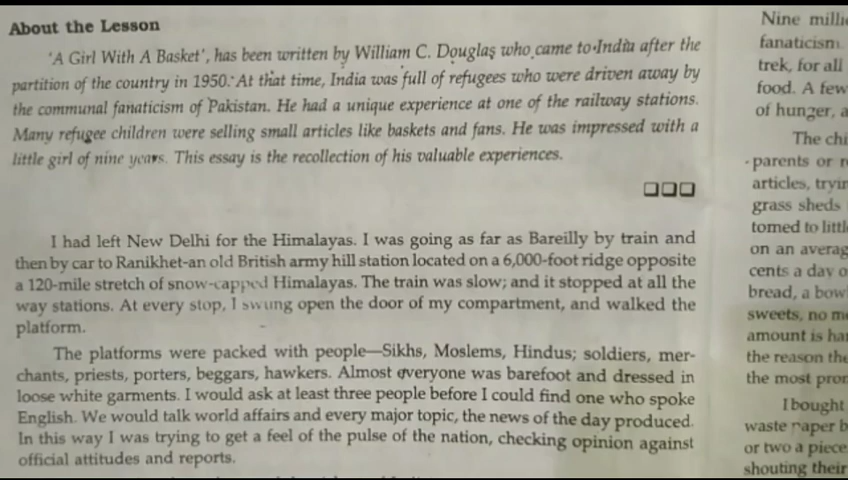 About the Lesson
'A Girl With A Basket', has been written by William C. Douglas who came to India after the
partition of the country in 1950. At that time, India was full of refugees who were driven away by
the communal fanaticism of Pakistan. He had a unique experience at one of the railway stations.
Many refugee children were selling small articles like baskets and fans. He was impressed with a
little girl of nine years. This essay is the recollection of his valuable experiences.
I had left New Delhi for the Himalayas. I was going as far as Bareilly by train and
then by car to Ranikhet-an old British army hill station located on a 6,000-foot ridge opposite
a 120-mile stretch of snow-capped Himalayas. The train was slow; and it stopped at all the
way stations. At every stop, I swung open the door of my compartment, and walked the
platform.
The platforms were packed with people—Sikhs, Moslems, Hindus; soldiers, mer-
chants, priests, porters, beggars, hawkers. Almost everyone was barefoot and dressed in
loose white garments. I would ask at least three people before I could find one who spoke
English. We would talk world affairs and every major topic, the news of the day produced.
In this way I was trying to get a feel of the pulse of the nation, checking opinion against
official attitudes and reports.
Nine
fanaticism
trek, for all
food. A few
of hunger,
The
parents or
articles,
grass sheds
tomed to
on an
cents a day
bread, a
sweets, no
amount is
the reason
the most
I bought
waste paper
or two a piece
shouting their